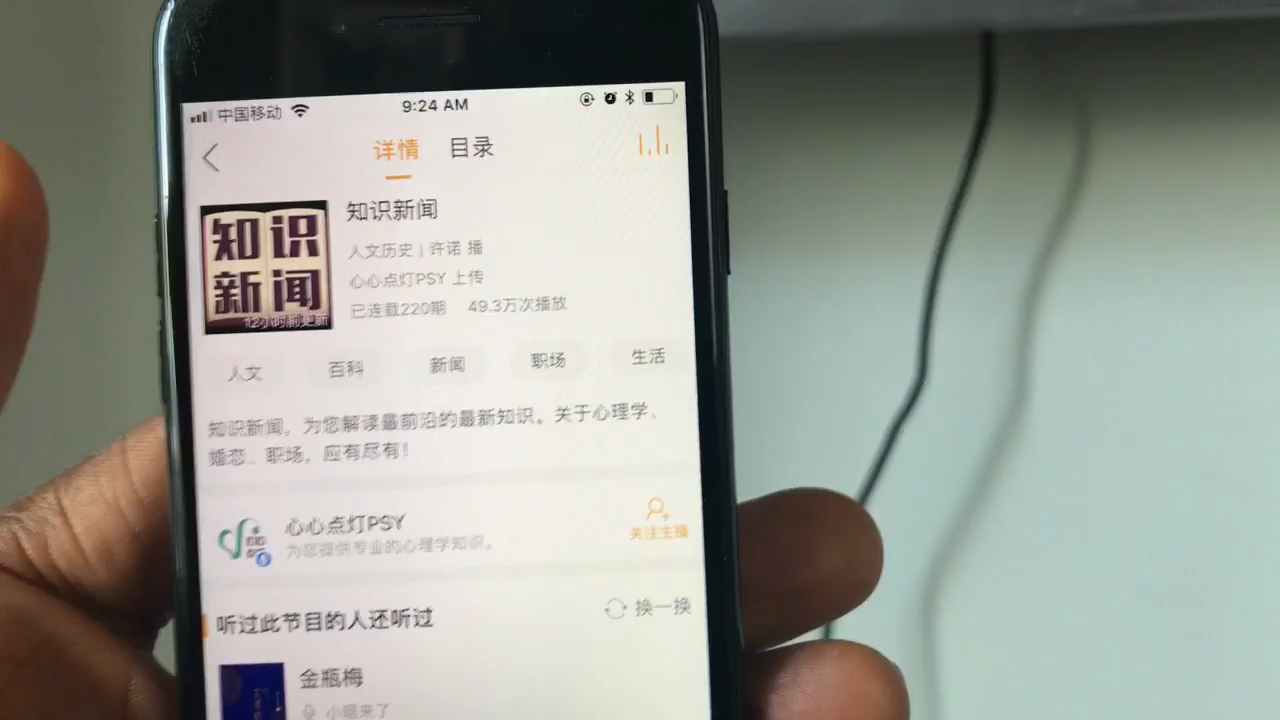 中国移动 9:24 AM
详情 目录
知识新闻
知识
新闻
12小时前更新
人文历史 | 许诺 播
心心点灯PSY 上传
已连载220期 49.3万次播放
人文 百科 新闻 职场 生活
知识新闻，为您解读最前沿的最新知识。关于心理学、
婚恋、职场，应有尽有！
心心点灯PSY
为您提供专业的心理学知识。
关注主播
听过此节目的人还听过
换一换
金瓶梅